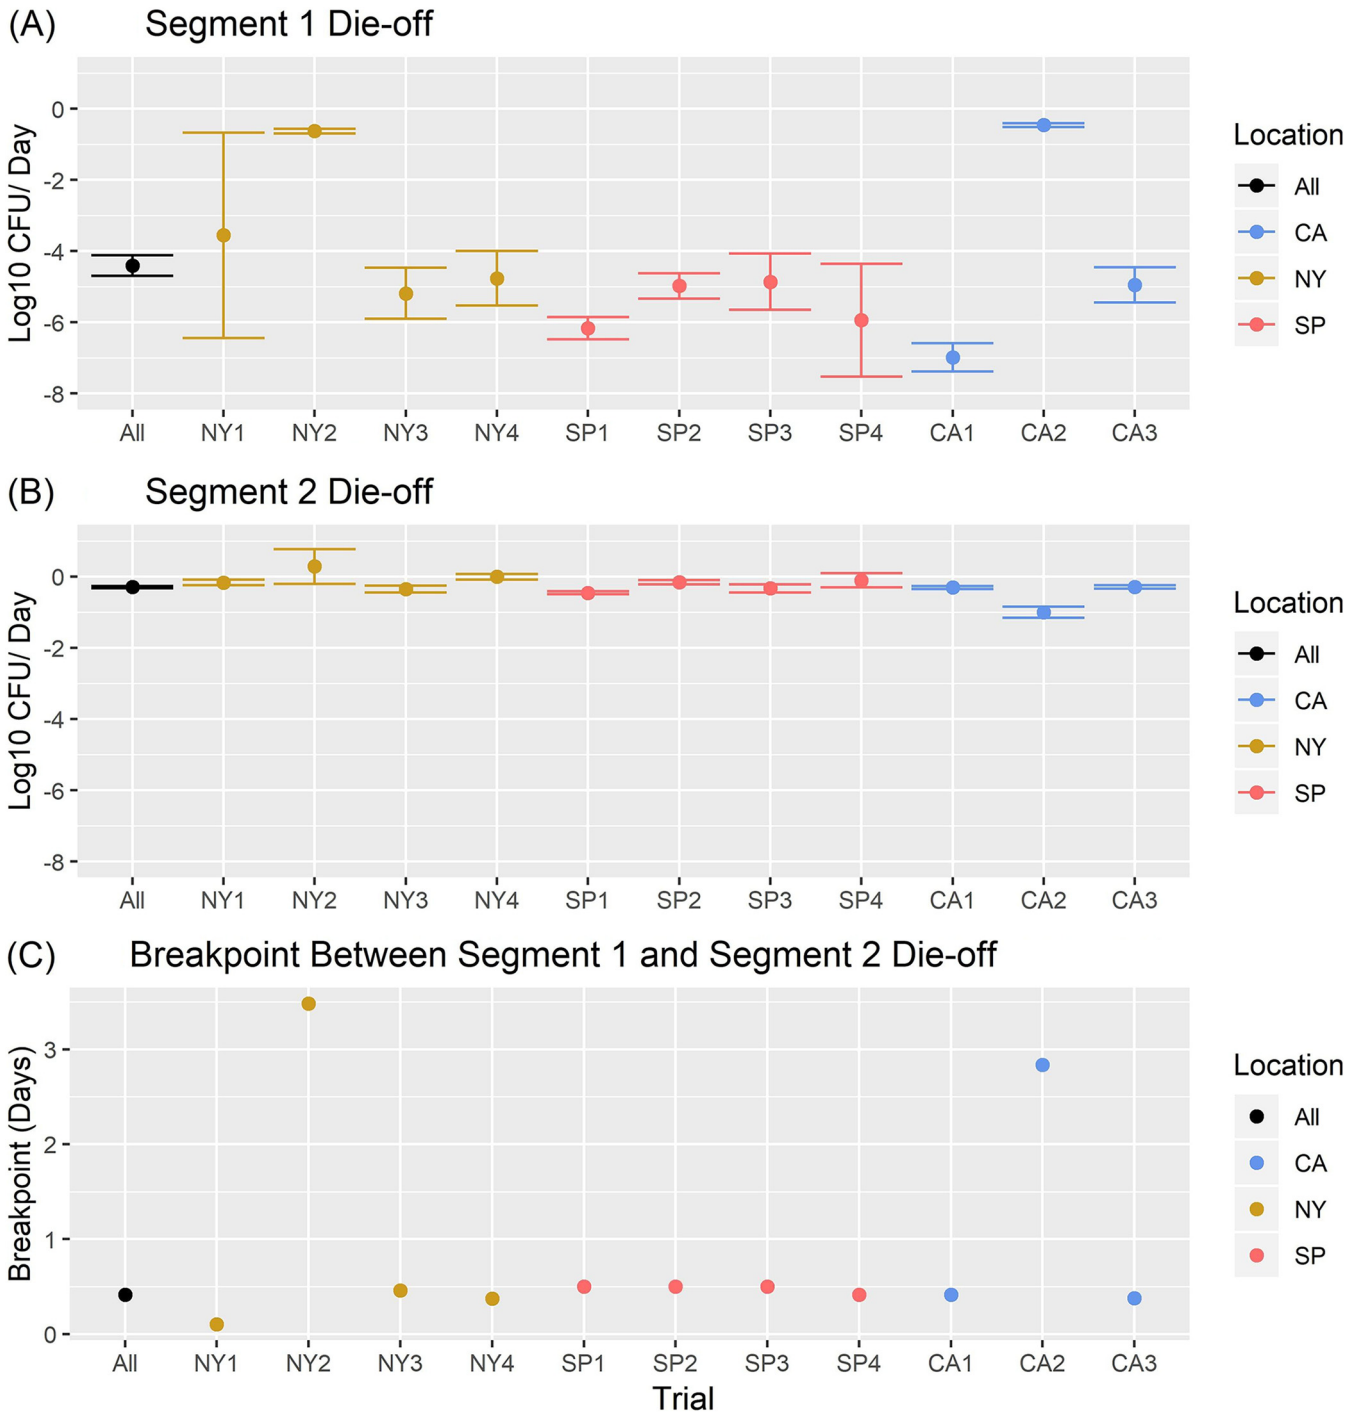 (A) Segment 1 Die-off
Log10 CFU/ Day
0
-2
-4
-6
-8
All NY1 NY2 NY3 NY4 SP1 SP2 SP3 SP4 CA1 CA2 CA3
Location
All
CA
NY
SP
(B) Segment 2 Die-off
Log10 CFU/ Day
0
-2
-4
-6
-8
All NY1 NY2 NY3 NY4 SP1 SP2 SP3 SP4 CA1 CA2 CA3
Location
All
CA
NY
SP
(C) Breakpoint Between Segment 1 and Segment 2 Die-off
Breakpoint (Days)
3
2
1
0
All NY1 NY2 NY3 NY4 SP1 SP2 SP3 SP4 CA1 CA2 CA3
Trial
Location
All
CA
NY
SP